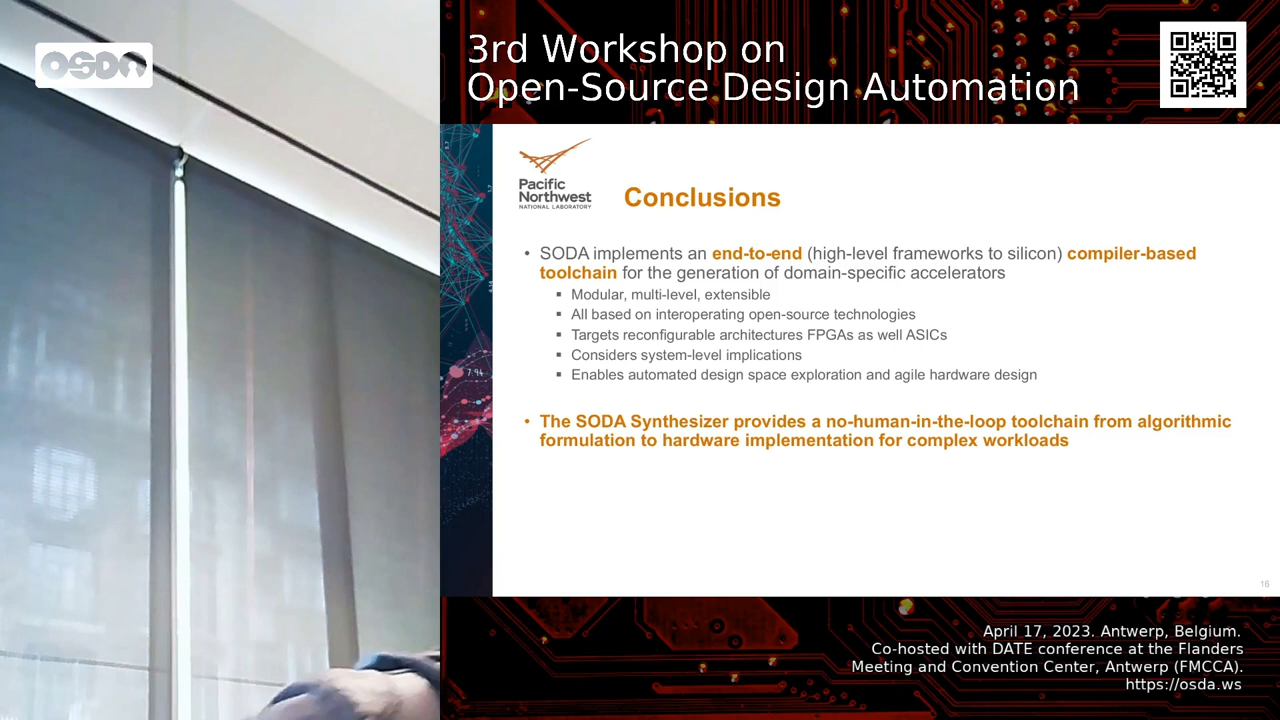 OSDA
3rd Workshop on
Open-Source Design Automation
Pacific
Northwest
NATIONAL LABORATORY
Conclusions
• SODA implements an end-to-end (high-level frameworks to silicon) compiler-based
toolchain for the generation of domain-specific accelerators
▪ Modular, multi-level, extensible
▪ All based on interoperating open-source technologies
▪ Targets reconfigurable architectures FPGAs as well ASICs
▪ Considers system-level implications
▪ Enables automated design space exploration and agile hardware design
• The SODA Synthesizer provides a no-human-in-the-loop toolchain from algorithmic
formulation to hardware implementation for complex workloads
7.94
16
April 17, 2023. Antwerp, Belgium.
Co-hosted with DATE conference at the Flanders
Meeting and Convention Center, Antwerp (FMCCA).
https://osda.ws